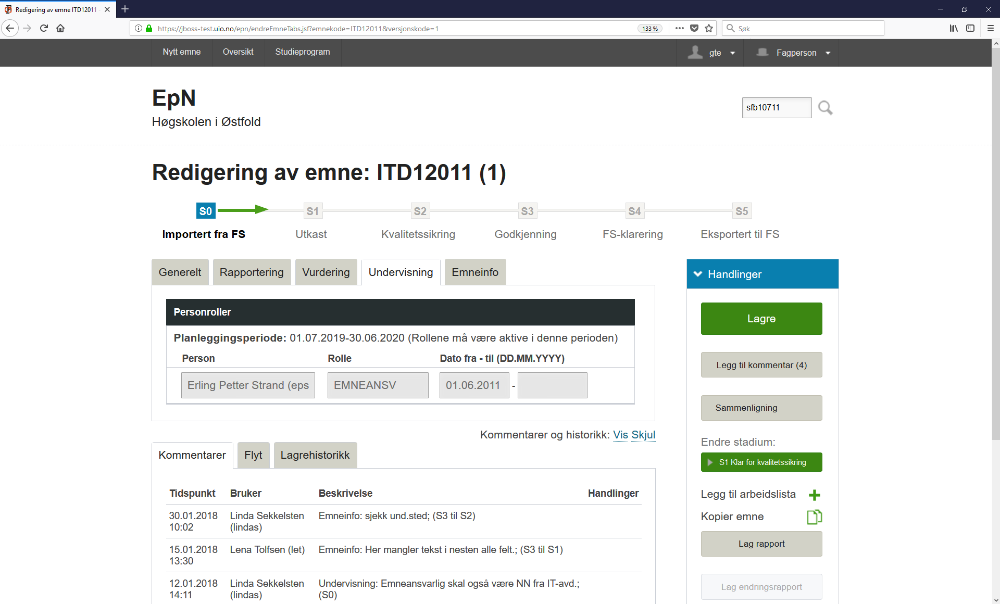 Redigering av emne ITD12011 -
https://jboss-test.uio.no/epn/endreEmneTabs.jsf?emnekode=ITD12011&versjonskode=1
133 %
Søk
Nytt emne
Oversikt
Studieprogram
gte
Fagperson
EpN
Høgskolen i Østfold
sfb10711
Redigering av emne: ITD12011 (1)
S0 S1 S2 S3 S4 S5
Importert fra FS Utkast Kvalitetssikring Godkjenning FS-klarering Eksportert til FS
Generelt Rapportering Vurdering Undervisning Emneinfo
Personroller
Planleggingsperiode: 01.07.2019-30.06.2020 (Rollene må være aktive i denne perioden)
Person Rolle Dato fra - til (DD.MM.YYYY)
Erling Petter Strand (eps EMNEANSV 01.06.2011 -
Kommentarer og historikk: Vis Skjul
Kommentarer Flyt Lagrehistorikk
Tidspunkt Bruker Beskrivelse Handlinger
30.01.2018 Linda Sekkelsten Emneinfo: sjekk und.sted; (S3 til S2)
10:02 (lindas)
15.01.2018 Lena Tolfsen (let) Emneinfo: Her mangler tekst i nesten alle felt.; (S3 til S1)
13:30
12.01.2018 Linda Sekkelsten Undervisning: Emneansvarlig skal også være NN fra IT-avd.;
14:11 (lindas) (S0)
Handlinger
Lagre
Legg til kommentar (4)
Sammenligning
Endre stadium:
S1 Klar for kvalitetssikring
Legg til arbeidslista
Kopier emne
Lag rapport
Lag endringsrapport